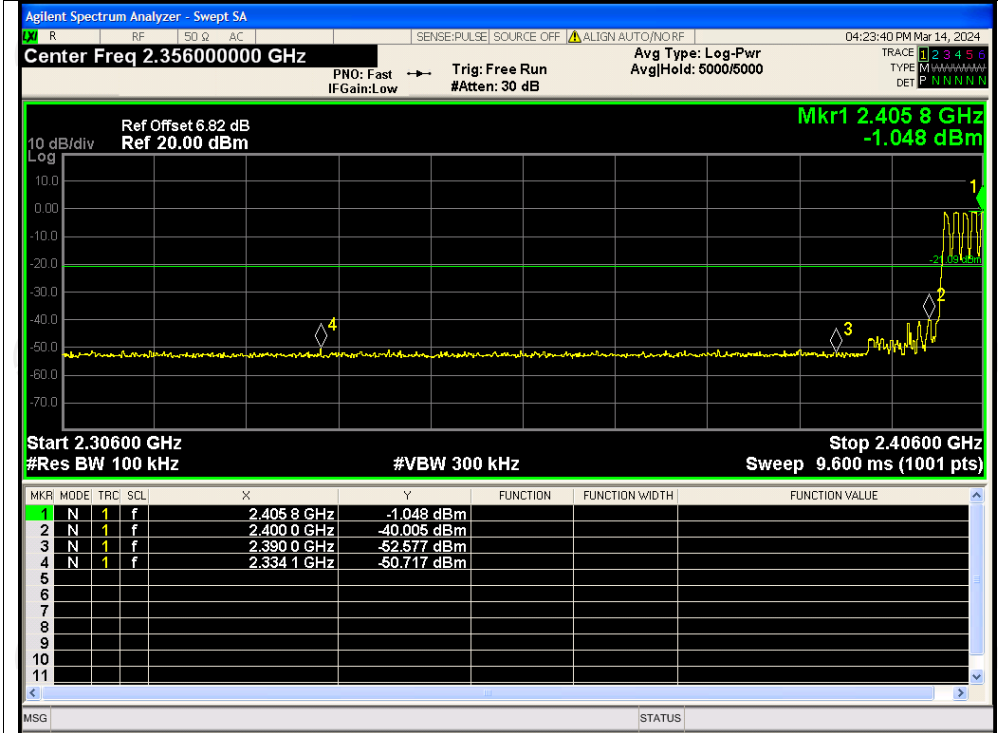 Agilent Spectrum Analyzer - Swept SA
LXI R RF 50 Ω AC SENSE:PULSE SOURCE OFF ALIGN AUTO/NO RF 04:23:40 PM Mar 14, 2024
Center Freq 2.356000000 GHz Avg Type: Log-Pwr TRACE 1 2 3 4 5 6
PNO: Fast Trig: Free Run Avg|Hold: 5000/5000 TYPE M WWWWW
IFGain:Low #Atten: 30 dB DET P N N N N N
Mkr1 2.405 8 GHz
Ref Offset 6.82 dB
10 dB/div Ref 20.00 dBm -1.048 dBm
Log
10.0
1
0.00
-10.0
-20.0
-21.09 dBm
-30.0
2
-40.0
4
3
-50.0
-60.0
-70.0
Start 2.30600 GHz Stop 2.40600 GHz
#Res BW 100 kHz #VBW 300 kHz Sweep 9.600 ms (1001 pts)
MKR MODE TRC SCL X Y FUNCTION FUNCTION WIDTH FUNCTION VALUE
1 N 1 f 2.405 8 GHz -1.048 dBm
2 N 1 f 2.400 0 GHz -40.005 dBm
3 N 1 f 2.390 0 GHz -52.577 dBm
4 N 1 f 2.334 1 GHz -50.717 dBm
5
6
7
8
9
10
11
MSG STATUS